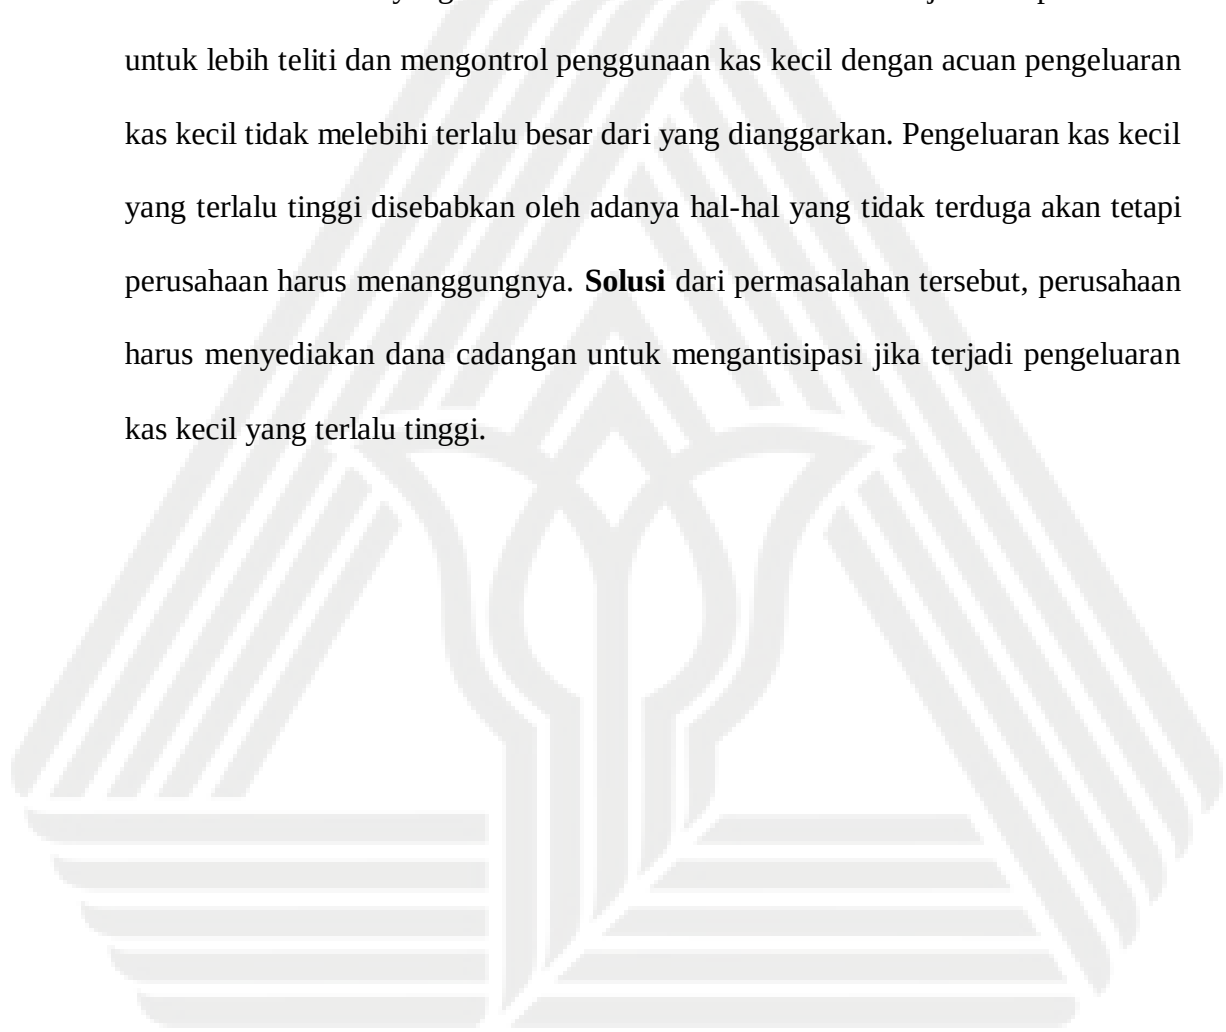 untuk lebih teliti dan mengontrol penggunaan kas kecil dengan acuan pengeluaran
kas kecil tidak melebihi terlalu besar dari yang dianggarkan. Pengeluaran kas kecil
yang terlalu tinggi disebabkan oleh adanya hal-hal yang tidak terduga akan tetapi
perusahaan harus menanggungnya. Solusi dari permasalahan tersebut, perusahaan
harus menyediakan dana cadangan untuk mengantisipasi jika terjadi pengeluaran
kas kecil yang terlalu tinggi.